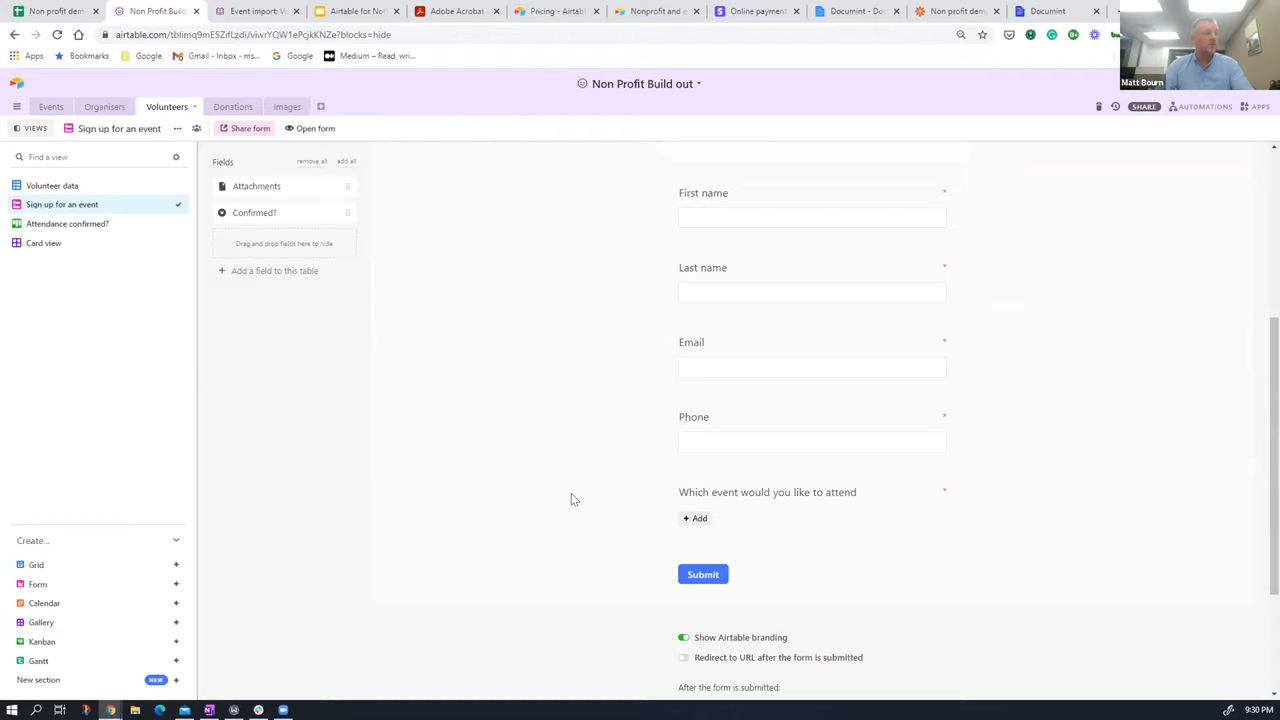 Non profit dem
Non Profit Build
Event import: V
Airtable for Non
Adobe Acrobat
Pricing - Airtabl
Nonprofit and e
Online payment
Documint - Doc
Non profit dem
Documint
airtable.com/tblimq9mE5ZifLzdi/viwrYQW1ePcjkKNZe?blocks=hide
Apps
Bookmarks
Google
Gmail - Inbox - ms...
Google
Medium – Read, wri...
Matt Bourn
Non Profit Build out
Events
Organisers
Volunteers
Donations
Images
SHARE
AUTOMATIONS
APPS
VIEWS
Sign up for an event
Share form
Open form
Find a view
Volunteer data
Sign up for an event
Attendance confirmed?
Card view
Create...
Grid
Form
Calendar
Gallery
Kanban
Gantt
New section
NEW
Fields
remove all
add all
Attachments
Confirmed?
Drag and drop fields here to hide
+ Add a field to this table
First name *
Last name *
Email *
Phone *
Which event would you like to attend *
+ Add
Submit
Show Airtable branding
Redirect to URL after the form is submitted
After the form is submitted:
9:30 PM